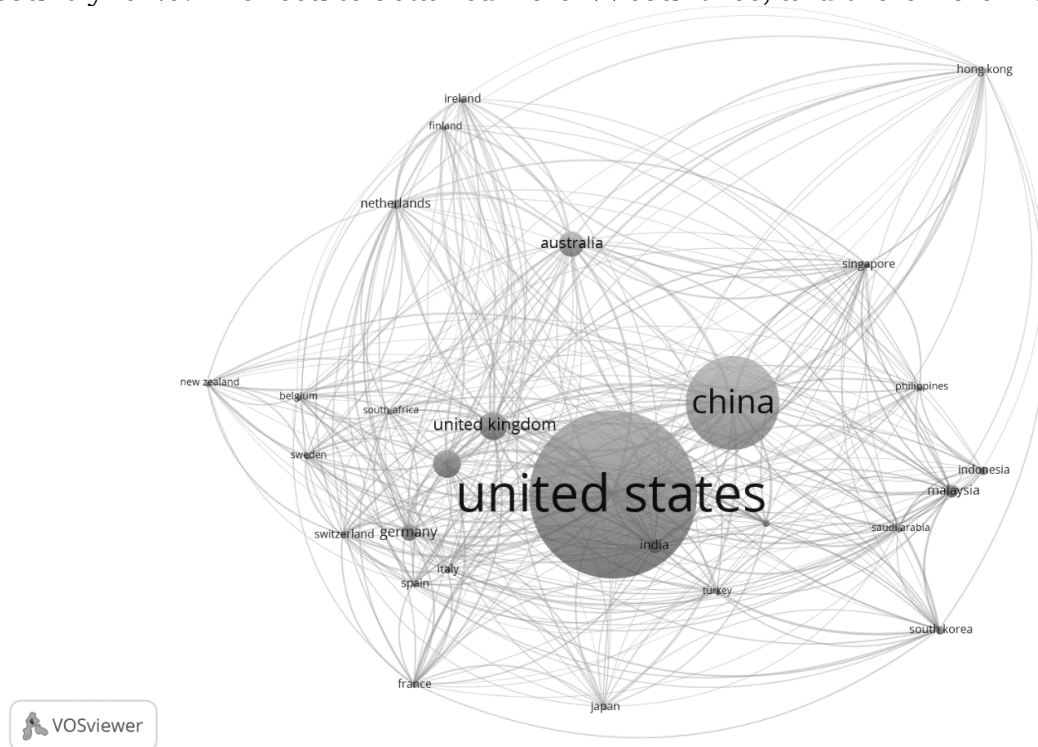 hong kong
ireland
finland
netherlands
australia
singapore
new zealand
philippines
belgium
china
south africa
united kingdom
sweden
indonesia
united states
malaysia
saudi arabia
switzerland
germany
india
italy
spain
turkey
south korea
france
japan
VOSviewer